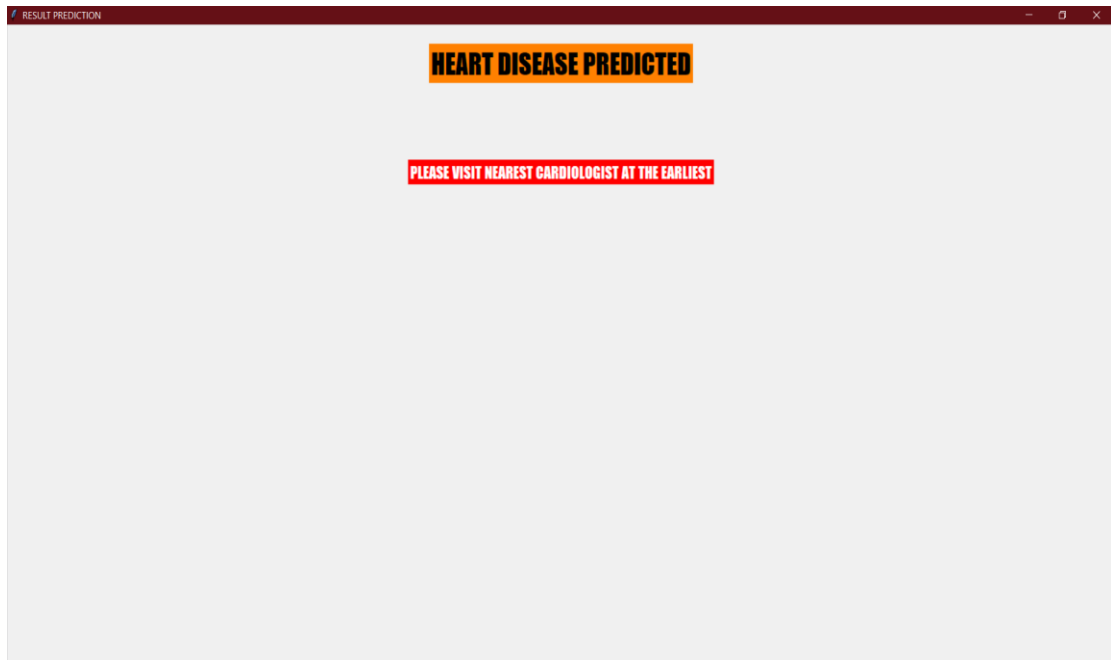 RESULT PREDICTION
HEART DISEASE PREDICTED
PLEASE VISIT NEAREST CARDIOLOGIST AT THE EARLIEST